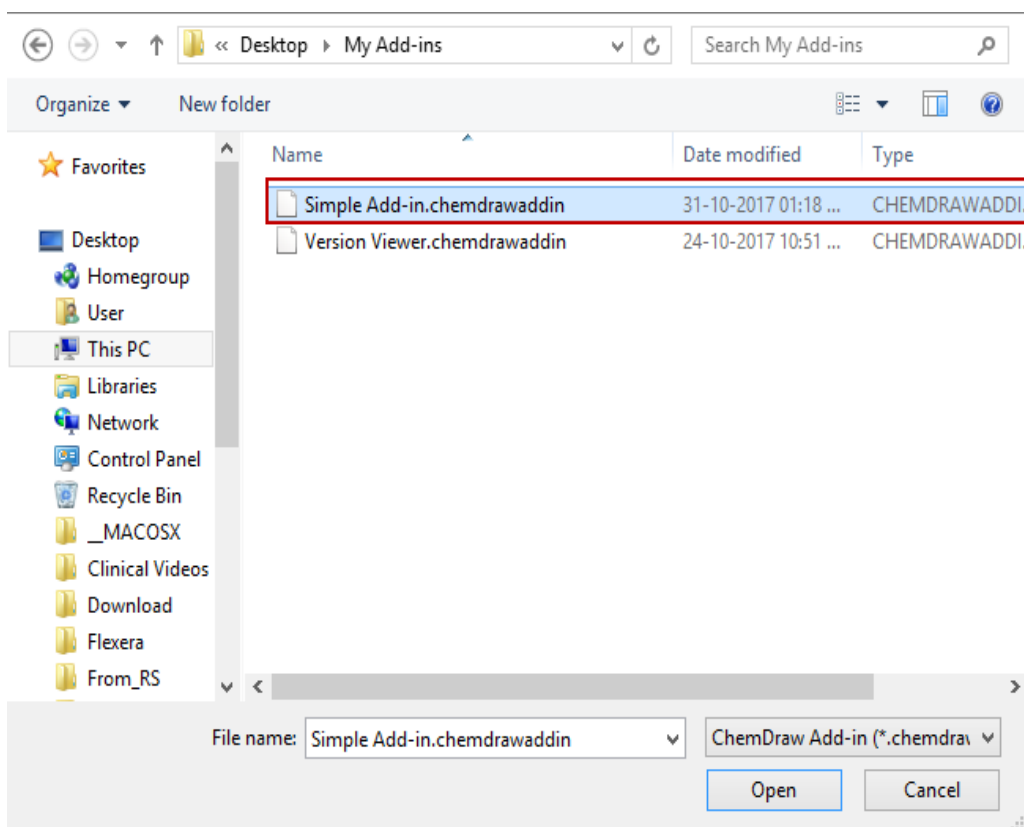 « Desktop My Add-ins Search My Add-ins
Organize New folder
Name Date modified Type
Simple Add-in.chemdrawaddin 31-10-2017 01:18 ... CHEMDRAWADDI
Version Viewer.chemdrawaddin 24-10-2017 10:51 ... CHEMDRAWADDI
Favorites
Desktop
Homegroup
User
This PC
Libraries
Network
Control Panel
Recycle Bin
__MACOSX
Clinical Videos
Download
Flexera
From_RS
File name: Simple Add-in.chemdrawaddin ChemDraw Add-in (*.chemdrav
Open Cancel